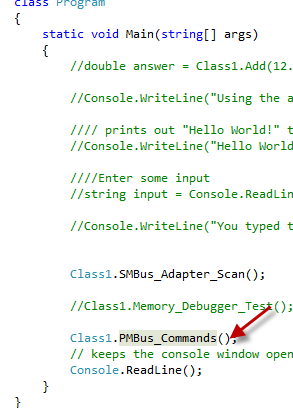 class Program
{
static void Main(string[] args)
{
//double answer = Class1.Add(12.
//Console.WriteLine("Using the a
//// prints out "Hello World!" t
//Console.WriteLine("Hello World
////Enter some input
//string input = Console.ReadLin
//Console.WriteLine("You typed t
Class1.SMBus_Adapter_Scan();
//Class1.Memory_Debugger_Test();
Class1.PMBus_Commands();
// keeps the console window open
Console.ReadLine();
}
}